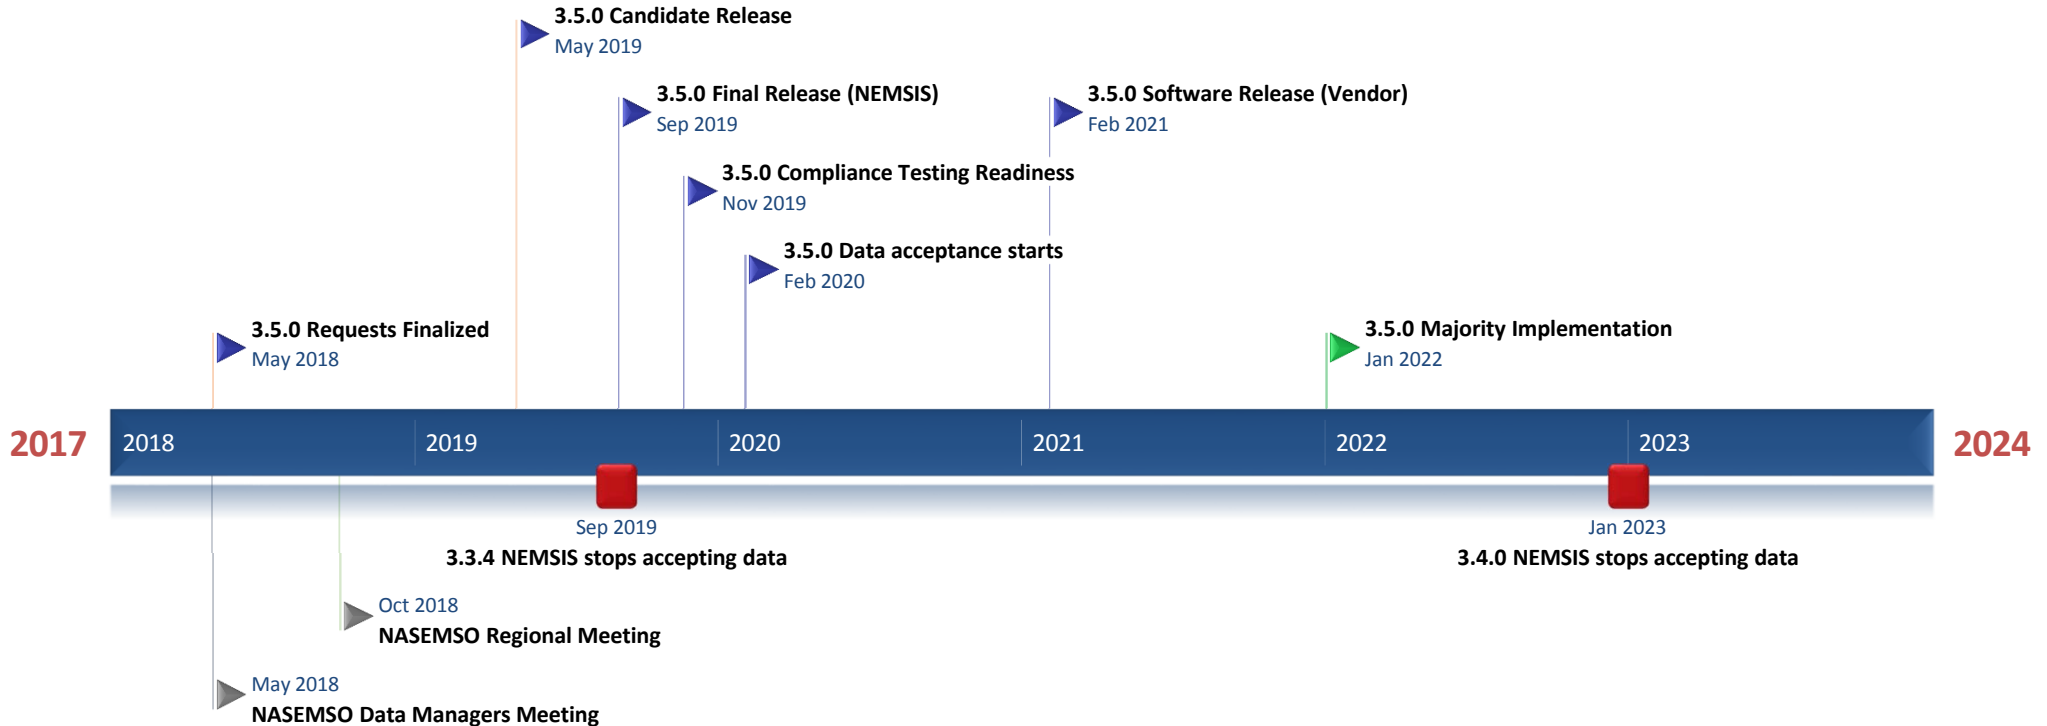 3.5.0 Candidate Release
May 2019
3.5.0 Final Release (NEMSIS)
Sep 2019
3.5.0 Software Release (Vendor)
Feb 2021
3.5.0 Compliance Testing Readiness
Nov 2019
3.5.0 Data acceptance starts
Feb 2020
3.5.0 Requests Finalized
May 2018
3.5.0 Majority Implementation
Jan 2022
2017
2018
2019
2020
2021
2022
2023
2024
Sep 2019
3.3.4 NEMSIS stops accepting data
Jan 2023
3.4.0 NEMSIS stops accepting data
Oct 2018
NASEMSO Regional Meeting
May 2018
NASEMSO Data Managers Meeting